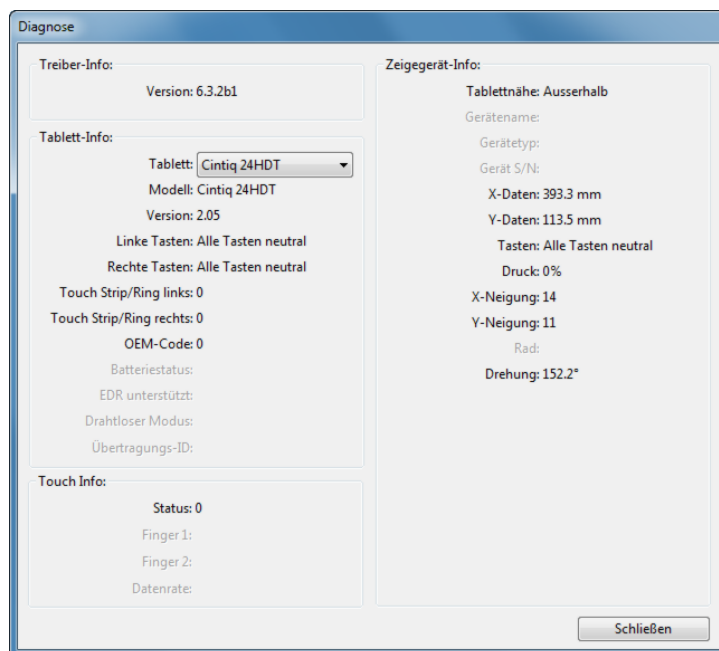 Diagnose
Treiber-Info:
Version: 6.3.2b1
Tablett-Info:
Tablett: Cintiq 24HDT
Modell: Cintiq 24HDT
Version: 2.05
Linke Tasten: Alle Tasten neutral
Rechte Tasten: Alle Tasten neutral
Touch Strip/Ring links: 0
Touch Strip/Ring rechts: 0
OEM-Code: 0
Batteriestatus:
EDR unterstützt:
Drahtloser Modus:
Übertragungs-ID:
Touch Info:
Status: 0
Finger 1:
Finger 2:
Datenrate:
Zeigegerät-Info:
Tablettnähe: Ausserhalb
Gerätename:
Gerätetyp:
Gerät S/N:
X-Daten: 393.3 mm
Y-Daten: 113.5 mm
Tasten: Alle Tasten neutral
Druck: 0%
X-Neigung: 14
Y-Neigung: 11
Rad:
Drehung: 152.2°
Schließen